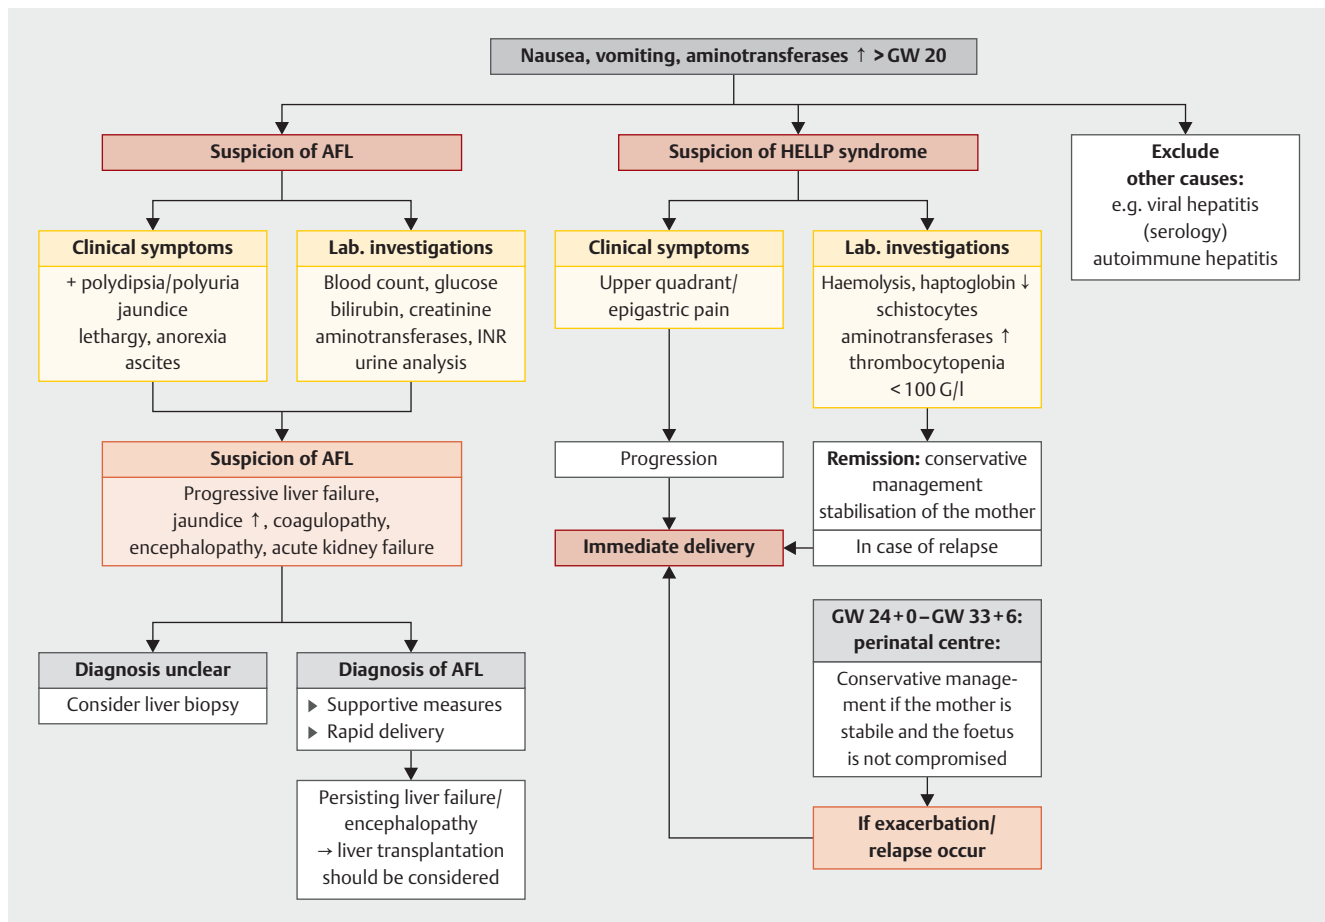 Nausea, vomiting, aminotransferases ↑ > GW 20
Suspicion of AFL
Clinical symptoms
+ polydipsia/polyuria
jaundice
lethargy, anorexia
ascites
Lab. investigations
Blood count, glucose
bilirubin, creatinine
aminotransferases, INR
urine analysis
Suspicion of AFL
Progressive liver failure,
jaundice ↑, coagulopathy,
encephalopathy, acute kidney failure
Diagnosis unclear
Consider liver biopsy
Diagnosis of AFL
▶ Supportive measures
▶ Rapid delivery
Persisting liver failure/
encephalopathy
→ liver transplantation
should be considered
Suspicion of HELLP syndrome
Clinical symptoms
Upper quadrant/
epigastric pain
Progression
Immediate delivery
Lab. investigations
Haemolysis, haptoglobin ↓
schistocytes
aminotransferases ↑
thrombocytopenia
< 100 G/l
Remission: conservative
management
stabilisation of the mother
In case of relapse
GW 24+0–GW 33+6:
perinatal centre:
Conservative manage-
ment if the mother is
stabile and the foetus
is not compromised
If exacerbation/
relapse occur
Exclude
other causes:
e.g. viral hepatitis
(serology)
autoimmune hepatitis